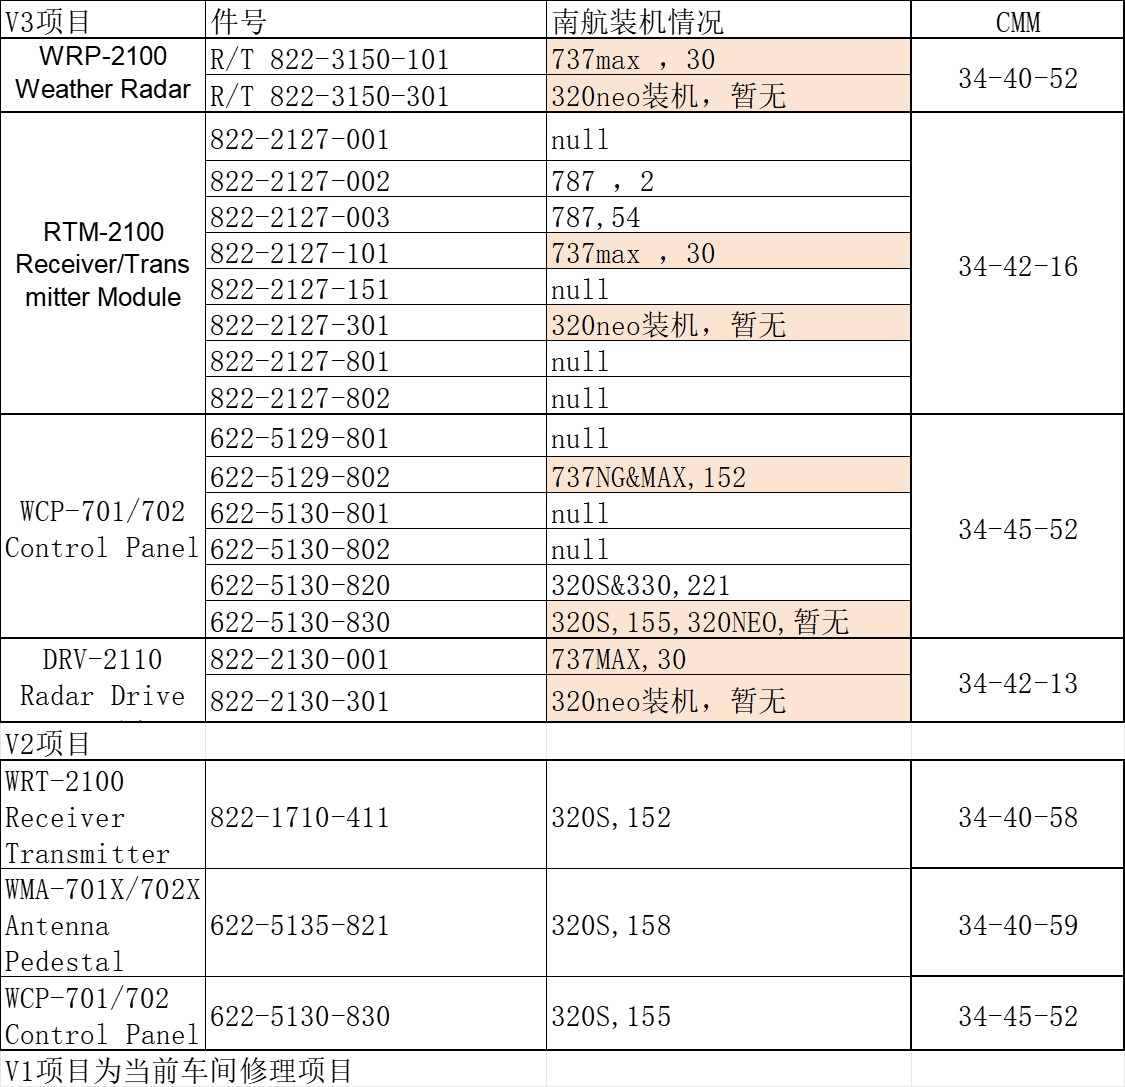 V3项目 件号 南航装机情况 CMM
WRP-2100
Weather Radar
R/T 822-3150-101 737max ，30
R/T 822-3150-301 320neo装机，暂无
34-40-52
RTM-2100
Receiver/Trans
mitter Module
822-2127-001 null
822-2127-002 787 ，2
822-2127-003 787,54
822-2127-101 737max ，30
822-2127-151 null
822-2127-301 320neo装机，暂无
822-2127-801 null
822-2127-802 null
34-42-16
WCP-701/702
Control Panel
622-5129-801 null
622-5129-802 737NG&MAX,152
622-5130-801 null
622-5130-802 null
622-5130-820 320S&330,221
622-5130-830 320S,155,320NEO,暂无
34-45-52
DRV-2110
Radar Drive
822-2130-001 737MAX,30
822-2130-301 320neo装机，暂无
34-42-13
V2项目
WRT-2100
Receiver
Transmitter
822-1710-411 320S,152 34-40-58
WMA-701X/702X
Antenna
Pedestal
622-5135-821 320S,158 34-40-59
WCP-701/702
Control Panel
622-5130-830 320S,155 34-45-52
V1项目为当前车间修理项目